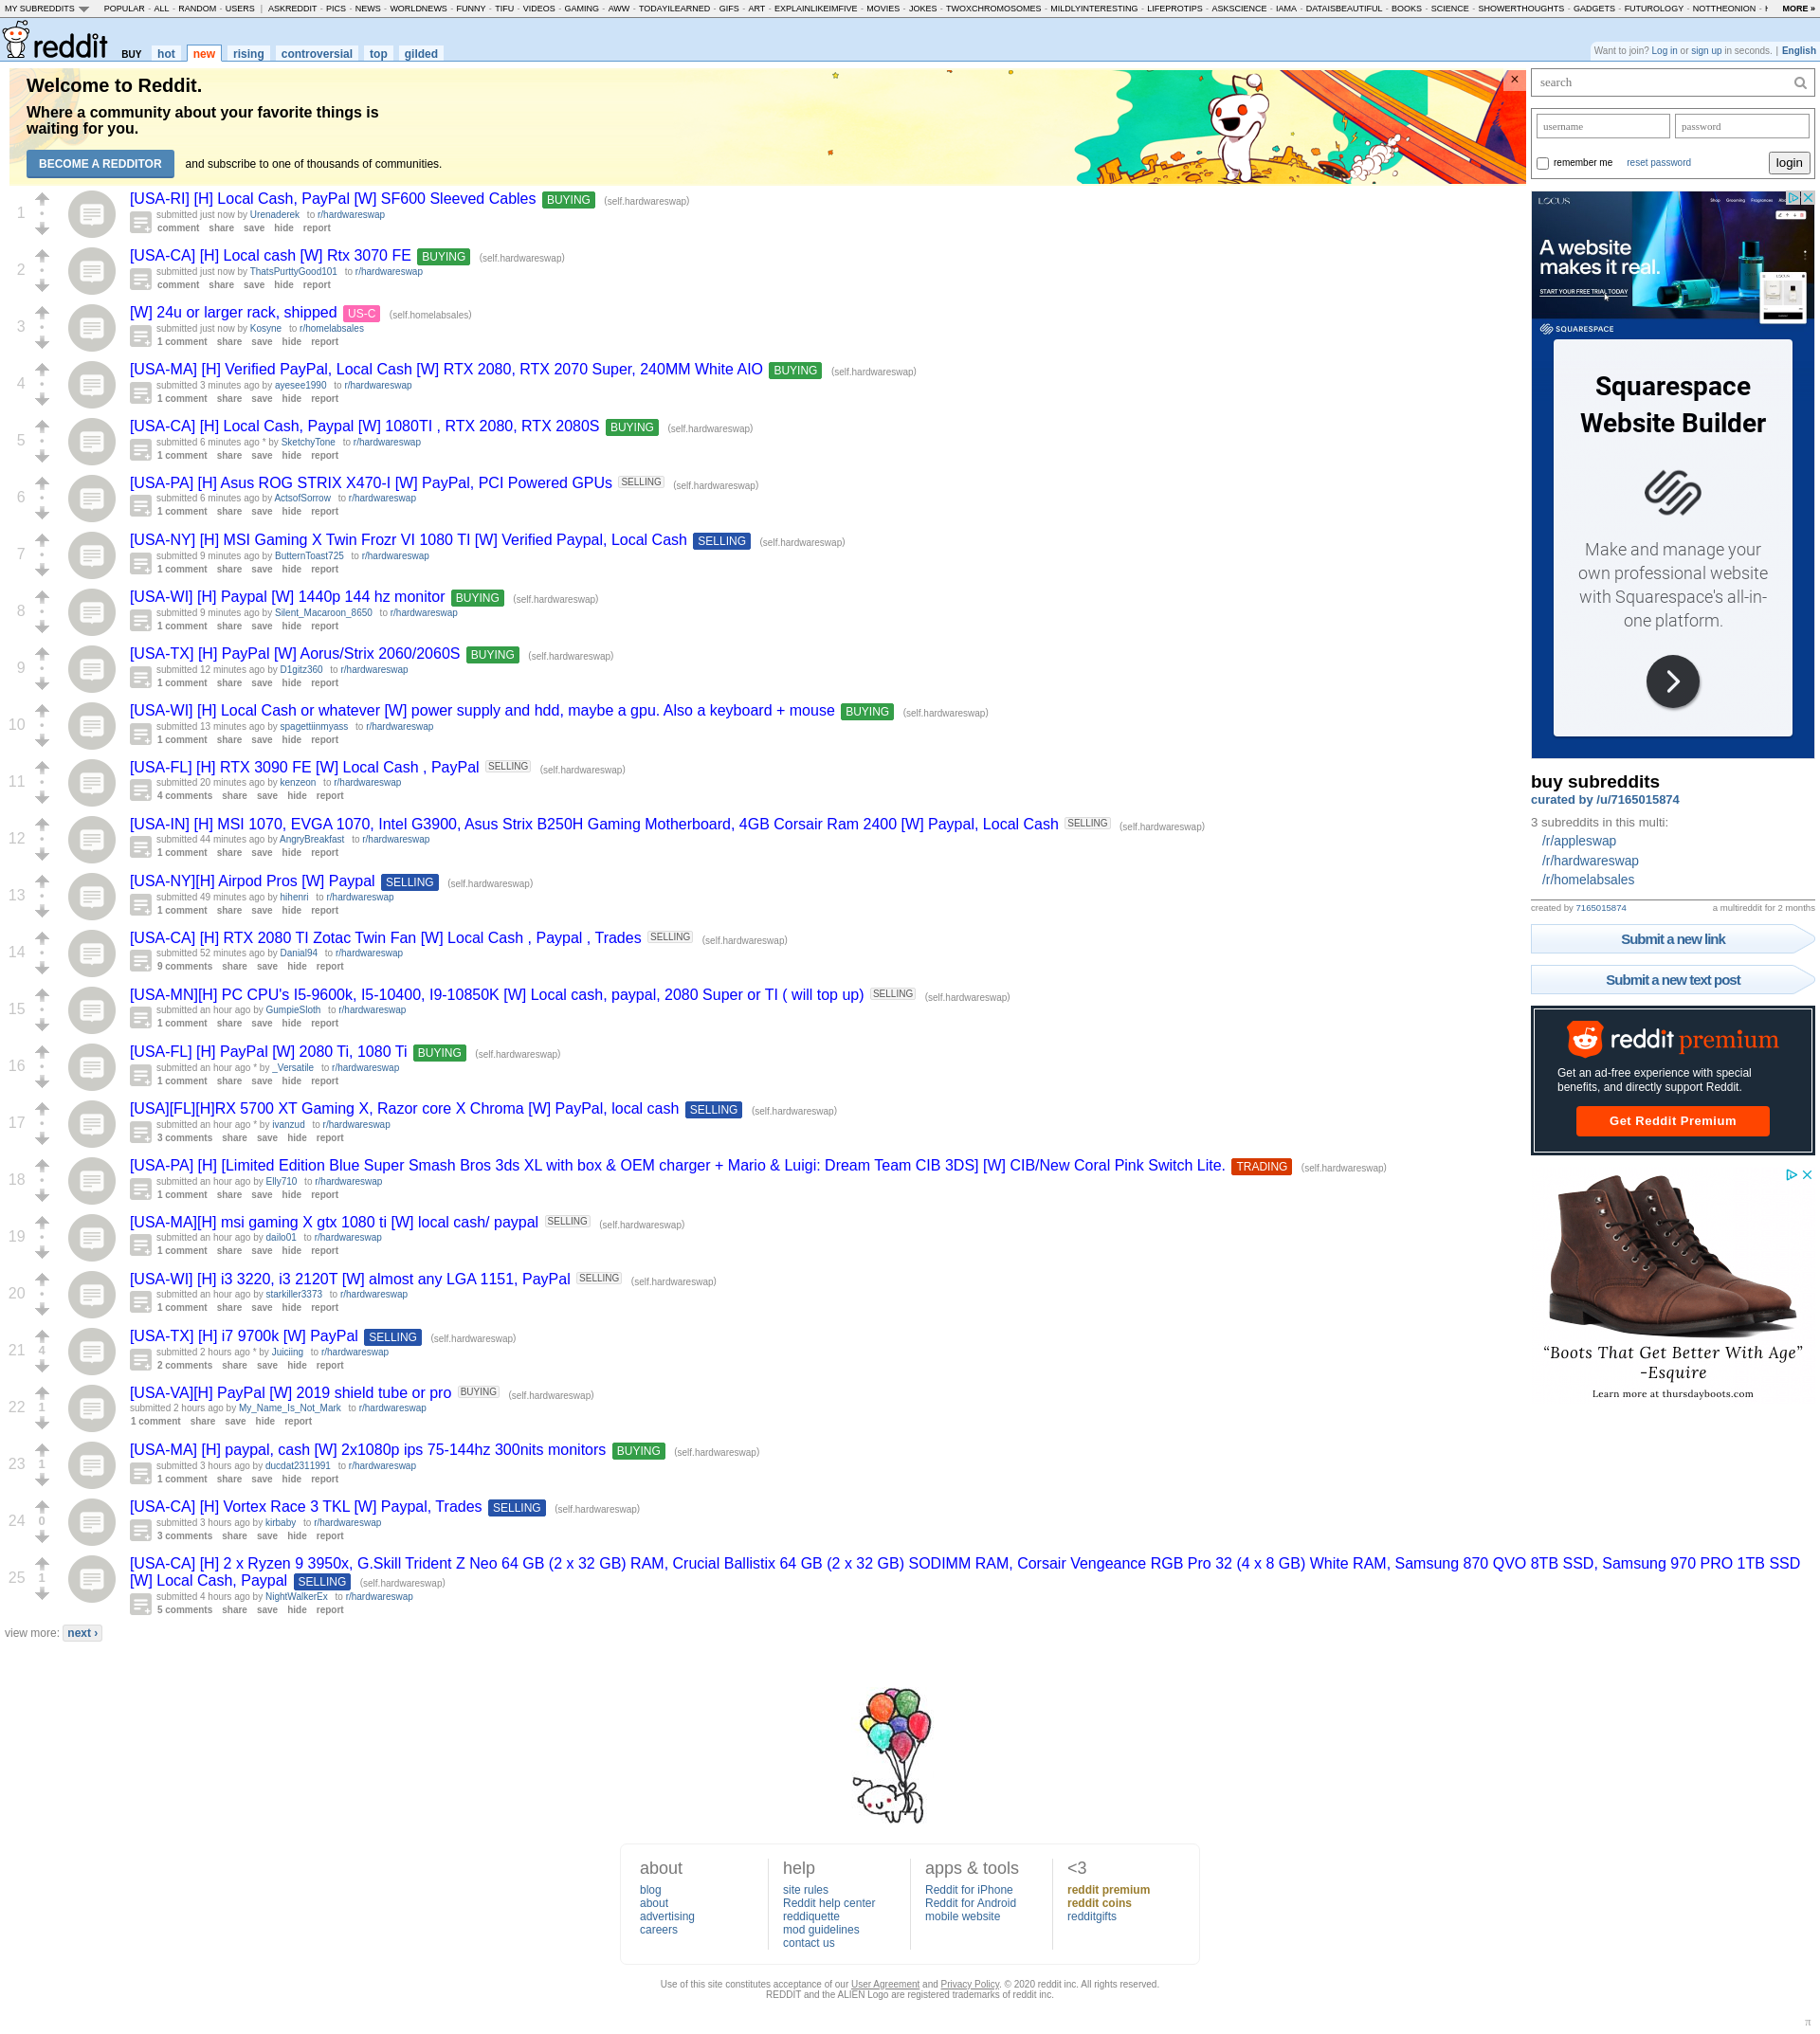 MY SUBREDDITS POPULAR - ALL - RANDOM - USERS | ASKREDDIT - PICS - NEWS - WORLDNEWS - FUNNY - TIFU - VIDEOS - GAMING - AWW - TODAYILEARNED - GIFS - ART - EXPLAINLIKEIMFIVE - MOVIES - JOKES - TWOXCHROMOSOMES - MILDLYINTERESTING - LIFEPROTIPS - ASKSCIENCE - IAMA - DATAISBEAUTIFUL - BOOKS - SCIENCE - SHOWERTHOUGHTS - GADGETS - FUTUROLOGY - NOTTHEONION - MORE »
reddit BUY hot new rising controversial top gilded
Want to join? Log in or sign up in seconds. | English
Welcome to Reddit.
Where a community about your favorite things is
waiting for you.
BECOME A REDDITOR and subscribe to one of thousands of communities.
×
search
username password
remember me reset password login
1 [USA-RI] [H] Local Cash, PayPal [W] SF600 Sleeved Cables BUYING (self.hardwareswap)
submitted just now by Urenaderek to r/hardwareswap
comment share save hide report
2 [USA-CA] [H] Local cash [W] Rtx 3070 FE BUYING (self.hardwareswap)
submitted just now by ThatsPurttyGood101 to r/hardwareswap
comment share save hide report
3 [W] 24u or larger rack, shipped US-C (self.homelabsales)
submitted just now by Kosyne to r/homelabsales
1 comment share save hide report
4 [USA-MA] [H] Verified PayPal, Local Cash [W] RTX 2080, RTX 2070 Super, 240MM White AIO BUYING (self.hardwareswap)
submitted 3 minutes ago by ayesee1990 to r/hardwareswap
1 comment share save hide report
5 [USA-CA] [H] Local Cash, Paypal [W] 1080TI , RTX 2080, RTX 2080S BUYING (self.hardwareswap)
submitted 6 minutes ago * by SketchyTone to r/hardwareswap
1 comment share save hide report
6 [USA-PA] [H] Asus ROG STRIX X470-I [W] PayPal, PCI Powered GPUs SELLING (self.hardwareswap)
submitted 6 minutes ago by ActsofSorrow to r/hardwareswap
1 comment share save hide report
7 [USA-NY] [H] MSI Gaming X Twin Frozr VI 1080 TI [W] Verified Paypal, Local Cash SELLING (self.hardwareswap)
submitted 9 minutes ago by ButternToast725 to r/hardwareswap
1 comment share save hide report
8 [USA-WI] [H] Paypal [W] 1440p 144 hz monitor BUYING (self.hardwareswap)
submitted 9 minutes ago by Silent_Macaroon_8650 to r/hardwareswap
1 comment share save hide report
9 [USA-TX] [H] PayPal [W] Aorus/Strix 2060/2060S BUYING (self.hardwareswap)
submitted 12 minutes ago by D1gitz360 to r/hardwareswap
1 comment share save hide report
10 [USA-WI] [H] Local Cash or whatever [W] power supply and hdd, maybe a gpu. Also a keyboard + mouse BUYING (self.hardwareswap)
submitted 13 minutes ago by spagettiinmyass to r/hardwareswap
1 comment share save hide report
11 [USA-FL] [H] RTX 3090 FE [W] Local Cash , PayPal SELLING (self.hardwareswap)
submitted 20 minutes ago by kenzeon to r/hardwareswap
4 comments share save hide report
12 [USA-IN] [H] MSI 1070, EVGA 1070, Intel G3900, Asus Strix B250H Gaming Motherboard, 4GB Corsair Ram 2400 [W] Paypal, Local Cash SELLING (self.hardwareswap)
submitted 44 minutes ago by AngryBreakfast to r/hardwareswap
1 comment share save hide report
13 [USA-NY][H] Airpod Pros [W] Paypal SELLING (self.hardwareswap)
submitted 49 minutes ago by hihenri to r/hardwareswap
1 comment share save hide report
14 [USA-CA] [H] RTX 2080 TI Zotac Twin Fan [W] Local Cash , Paypal , Trades SELLING (self.hardwareswap)
submitted 52 minutes ago by Danial94 to r/hardwareswap
9 comments share save hide report
15 [USA-MN][H] PC CPU's I5-9600k, I5-10400, I9-10850K [W] Local cash, paypal, 2080 Super or TI ( will top up) SELLING (self.hardwareswap)
submitted an hour ago by GumpieSloth to r/hardwareswap
1 comment share save hide report
16 [USA-FL] [H] PayPal [W] 2080 Ti, 1080 Ti BUYING (self.hardwareswap)
submitted an hour ago * by _Versatile to r/hardwareswap
1 comment share save hide report
17 [USA][FL][H]RX 5700 XT Gaming X, Razor core X Chroma [W] PayPal, local cash SELLING (self.hardwareswap)
submitted an hour ago * by ivanzud to r/hardwareswap
3 comments share save hide report
18 [USA-PA] [H] [Limited Edition Blue Super Smash Bros 3ds XL with box & OEM charger + Mario & Luigi: Dream Team CIB 3DS] [W] CIB/New Coral Pink Switch Lite. TRADING (self.hardwareswap)
submitted an hour ago by Elly710 to r/hardwareswap
1 comment share save hide report
19 [USA-MA][H] msi gaming X gtx 1080 ti [W] local cash/ paypal SELLING (self.hardwareswap)
submitted an hour ago by dailo01 to r/hardwareswap
1 comment share save hide report
20 [USA-WI] [H] i3 3220, i3 2120T [W] almost any LGA 1151, PayPal SELLING (self.hardwareswap)
submitted an hour ago by starkiller3373 to r/hardwareswap
1 comment share save hide report
21 4 [USA-TX] [H] i7 9700k [W] PayPal SELLING (self.hardwareswap)
submitted 2 hours ago * by Juiciing to r/hardwareswap
2 comments share save hide report
22 1 [USA-VA][H] PayPal [W] 2019 shield tube or pro BUYING (self.hardwareswap)
submitted 2 hours ago by My_Name_Is_Not_Mark to r/hardwareswap
1 comment share save hide report
23 1 [USA-MA] [H] paypal, cash [W] 2x1080p ips 75-144hz 300nits monitors BUYING (self.hardwareswap)
submitted 3 hours ago by ducdat2311991 to r/hardwareswap
1 comment share save hide report
24 0 [USA-CA] [H] Vortex Race 3 TKL [W] Paypal, Trades SELLING (self.hardwareswap)
submitted 3 hours ago by kirbaby to r/hardwareswap
3 comments share save hide report
25 1 [USA-CA] [H] 2 x Ryzen 9 3950x, G.Skill Trident Z Neo 64 GB (2 x 32 GB) RAM, Crucial Ballistix 64 GB (2 x 32 GB) SODIMM RAM, Corsair Vengeance RGB Pro 32 (4 x 8 GB) White RAM, Samsung 870 QVO 8TB SSD, Samsung 970 PRO 1TB SSD
[W] Local Cash, Paypal SELLING (self.hardwareswap)
submitted 4 hours ago by NightWalkerEx to r/hardwareswap
5 comments share save hide report
view more: next ›
LOCUS Shop Grooming Fragrances
A website
makes it real.
START YOUR FREE TRIAL TODAY
SQUARESPACE
Squarespace
Website Builder
Make and manage your
own professional website
with Squarespace's all-in-
one platform.
buy subreddits
curated by /u/7165015874
3 subreddits in this multi:
/r/appleswap
/r/hardwareswap
/r/homelabsales
created by 7165015874 a multireddit for 2 months
Submit a new link
Submit a new text post
reddit premium
Get an ad-free experience with special
benefits, and directly support Reddit.
Get Reddit Premium
“Boots That Get Better With Age”
-Esquire
Learn more at thursdayboots.com
about
blog
about
advertising
careers
help
site rules
Reddit help center
reddiquette
mod guidelines
contact us
apps & tools
Reddit for iPhone
Reddit for Android
mobile website
<3
reddit premium
reddit coins
redditgifts
Use of this site constitutes acceptance of our User Agreement and Privacy Policy. © 2020 reddit inc. All rights reserved.
REDDIT and the ALIEN Logo are registered trademarks of reddit inc.
π